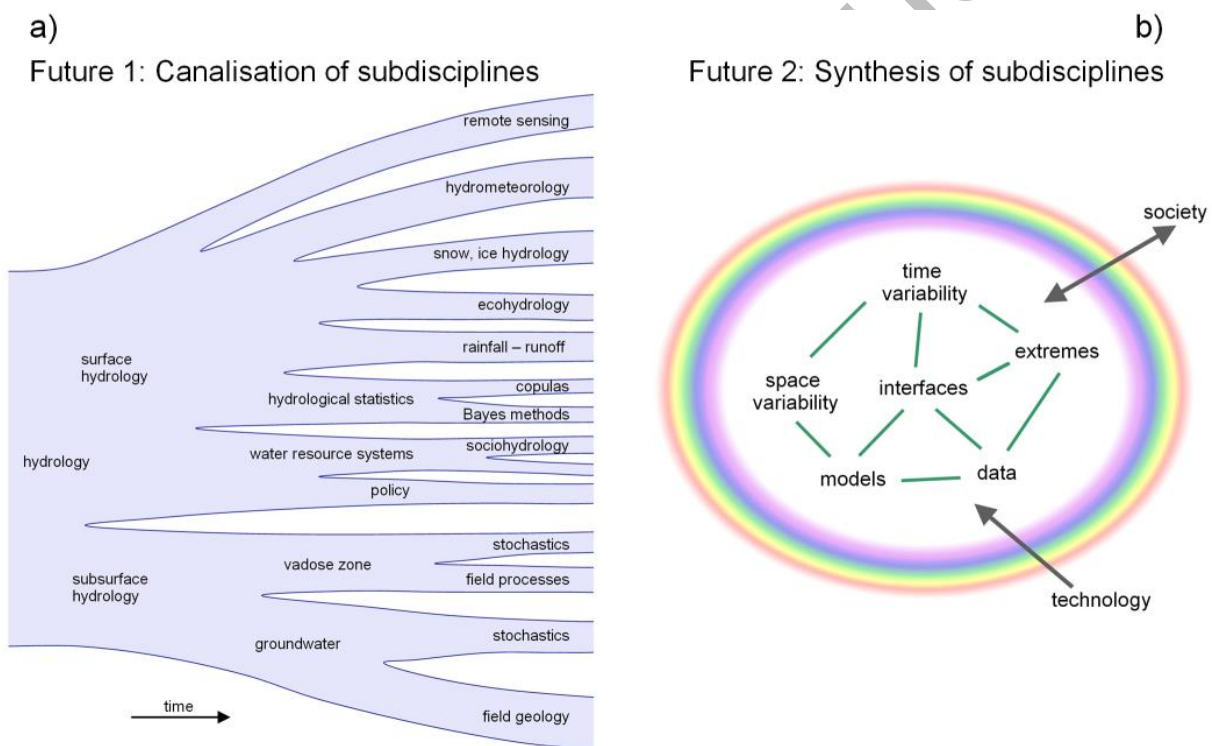 a)
Future 1: Canalisation of subdisciplines
remote sensing
hydrometeorology
snow, ice hydrology
ecohydrology
rainfall – runoff
surface
hydrology
copulas
hydrological statistics
Bayes methods
sociohydrology
water resource systems
hydrology
policy
stochastics
vadose zone
field processes
subsurface
hydrology
stochastics
groundwater
time
field geology
b)
Future 2: Synthesis of subdisciplines
society
time
variability
extremes
space
variability
interfaces
models
data
technology